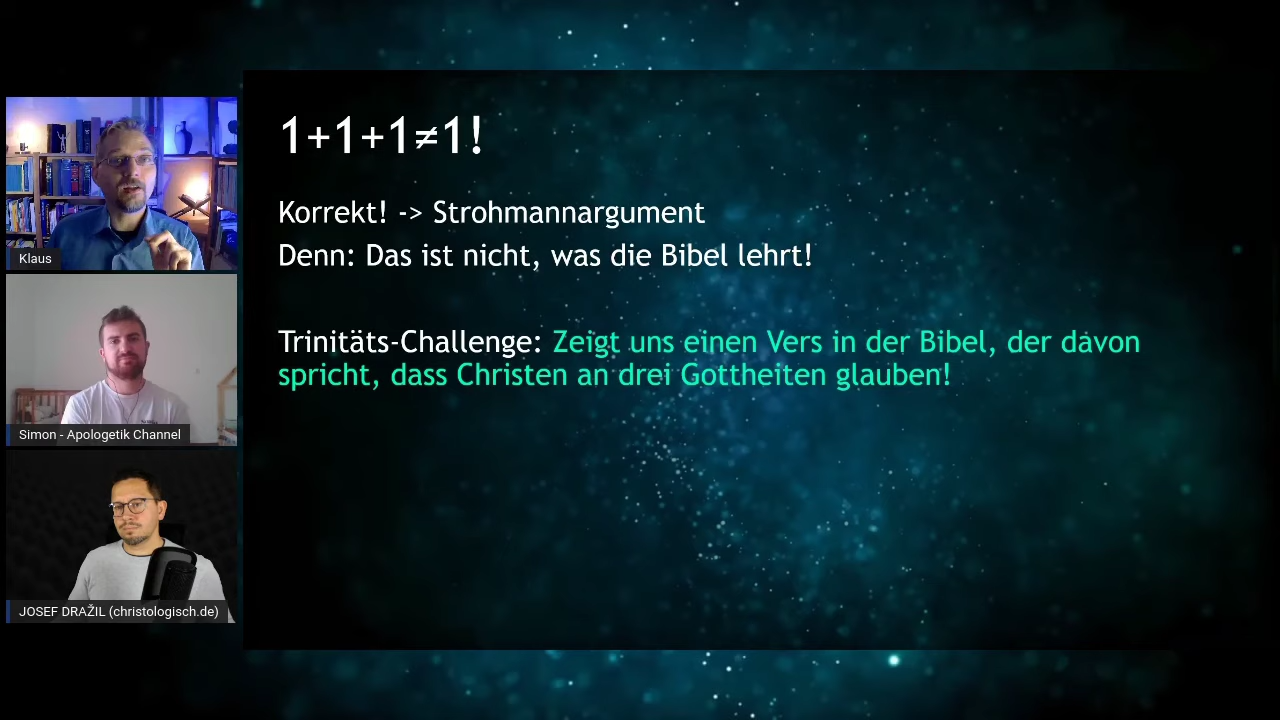 1+1+1≠1!
Korrekt! -> Strohmannargument
Denn: Das ist nicht, was die Bibel lehrt!
Trinitäts-Challenge: Zeigt uns einen Vers in der Bibel, der davon
spricht, dass Christen an drei Gottheiten glauben!
Klaus
Simon - Apologetik Channel
JOSEF DRAŽIL (christologisch.de)